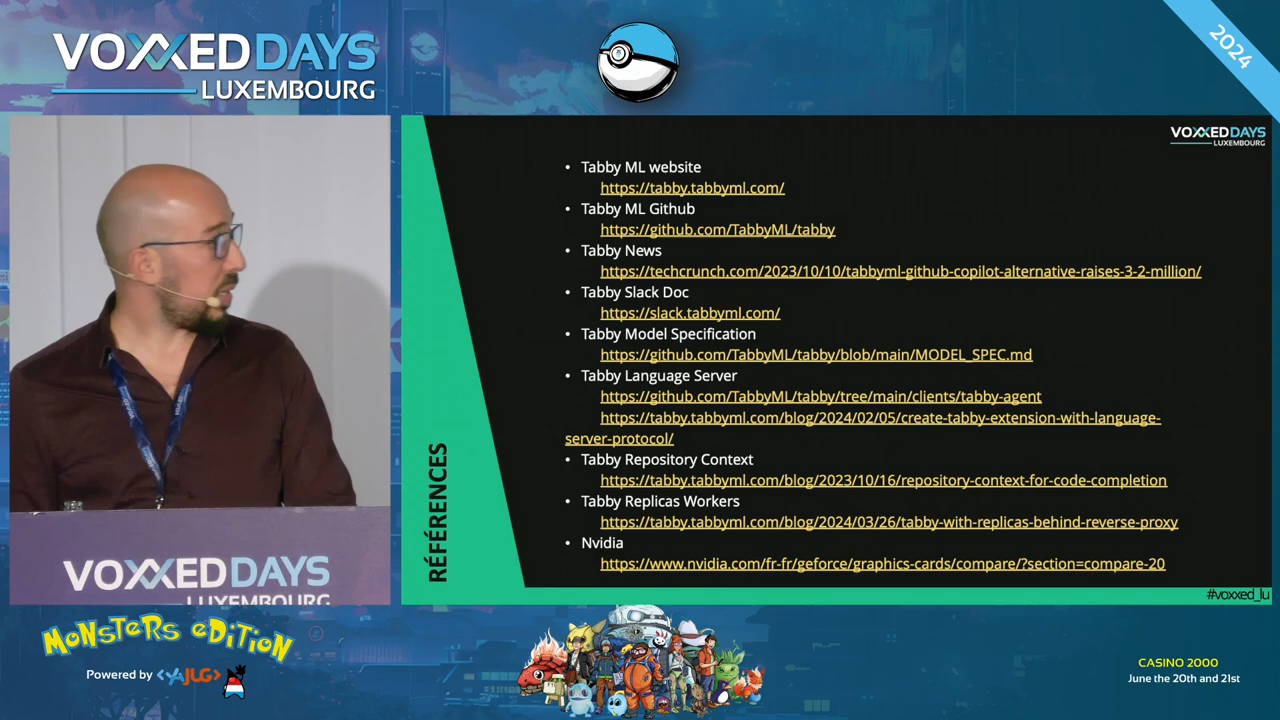 VOXXEDDAYS
LUXEMBOURG
2024
VOXXEDDAYS
LUXEMBOURG
• Tabby ML website
https://tabby.tabbyml.com/
• Tabby ML Github
https://github.com/TabbyML/tabby
• Tabby News
https://techcrunch.com/2023/10/10/tabbyml-github-copilot-alternative-raises-3-2-million/
• Tabby Slack Doc
https://slack.tabbyml.com/
• Tabby Model Specification
https://github.com/TabbyML/tabby/blob/main/MODEL_SPEC.md
• Tabby Language Server
https://github.com/TabbyML/tabby/tree/main/clients/tabby-agent
https://tabby.tabbyml.com/blog/2024/02/05/create-tabby-extension-with-language-
server-protocol/
• Tabby Repository Context
https://tabby.tabbyml.com/blog/2023/10/16/repository-context-for-code-completion
• Tabby Replicas Workers
https://tabby.tabbyml.com/blog/2024/03/26/tabby-with-replicas-behind-reverse-proxy
• Nvidia
https://www.nvidia.com/fr-fr/geforce/graphics-cards/compare/?section=compare-20
RÉFÉRENCES
#voxxed_lu
VOXXEDDAYS
LUXEMBOURG
MONSTERS EDITION
Powered by <YAJUG>
CASINO 2000
June the 20th and 21st